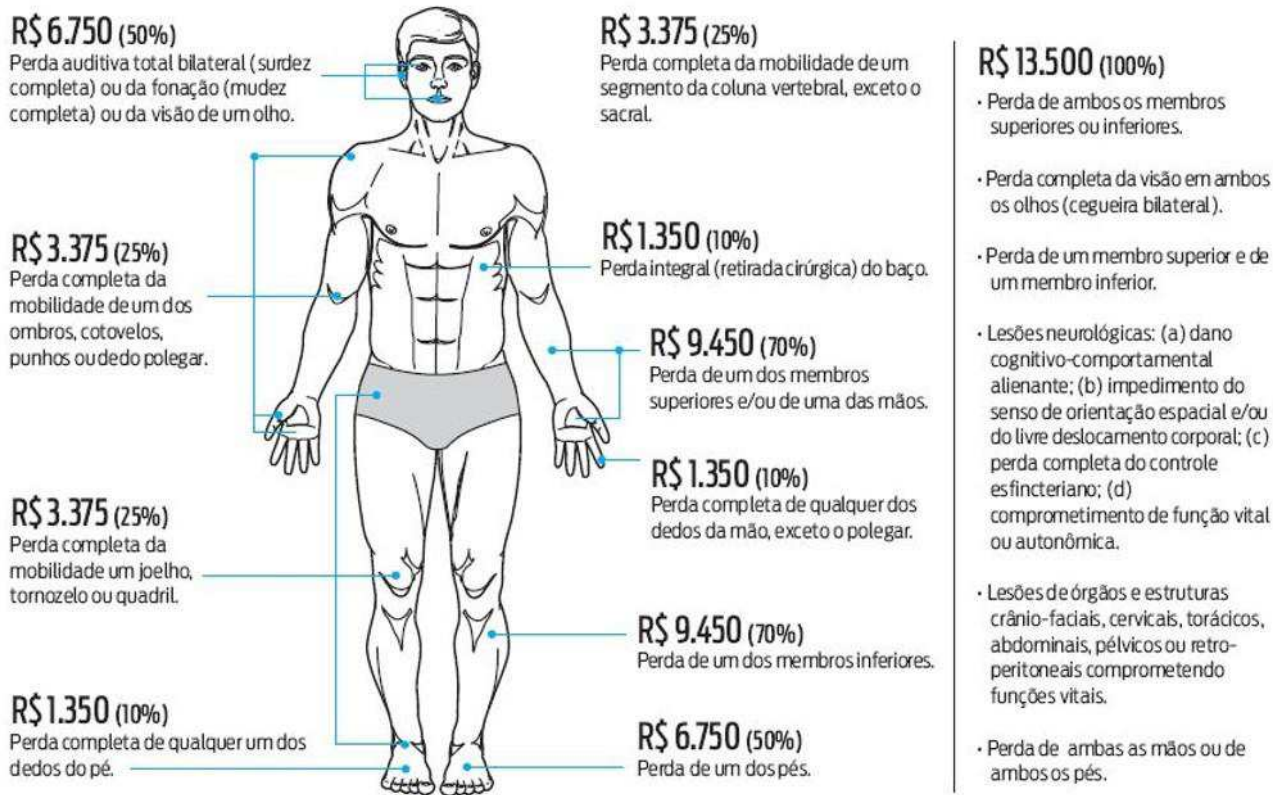 R$ 6.750 (50%)
Perda auditiva total bilateral (surdez
completa) ou da fonação (mudez
completa) ou da visão de um olho.
R$ 3.375 (25%)
Perda completa da
mobilidade de um dos
ombros, cotovelos,
punhos ou dedo polegar.
R$ 3.375 (25%)
Perda completa da
mobilidade um joelho,
tornozelo ou quadril.
R$ 1.350 (10%)
Perda completa de qualquer um dos
dedos do pé.
R$ 3.375 (25%)
Perda completa da mobilidade de um
segmento da coluna vertebral, exceto o
sacral.
R$ 1.350 (10%)
Perda integral (retirada cirúrgica) do baço.
R$ 9.450 (70%)
Perda de um dos membros
superiores e/ou de uma das mãos.
R$ 1.350 (10%)
Perda completa de qualquer dos
dedos da mão, exceto o polegar.
R$ 9.450 (70%)
Perda de um dos membros inferiores.
R$ 6.750 (50%)
Perda de um dos pés.
R$ 13.500 (100%)
· Perda de ambos os membros
superiores ou inferiores.
· Perda completa da visão em ambos
os olhos (cegueira bilateral).
· Perda de um membro superior e de
um membro inferior.
· Lesões neurológicas: (a) dano
cognitivo-comportamental
alienante; (b) impedimento do
senso de orientação espacial e/ou
do livre deslocamento corporal; (c)
perda completa do controle
esfincteriano; (d)
comprometimento de função vital
ou autonômica.
· Lesões de órgãos e estruturas
crânio-faciais, cervicais, torácicos,
abdominais, pélvicos ou retro-
peritoneais comprometendo
funções vitais.
· Perda de ambas as mãos ou de
ambos os pés.